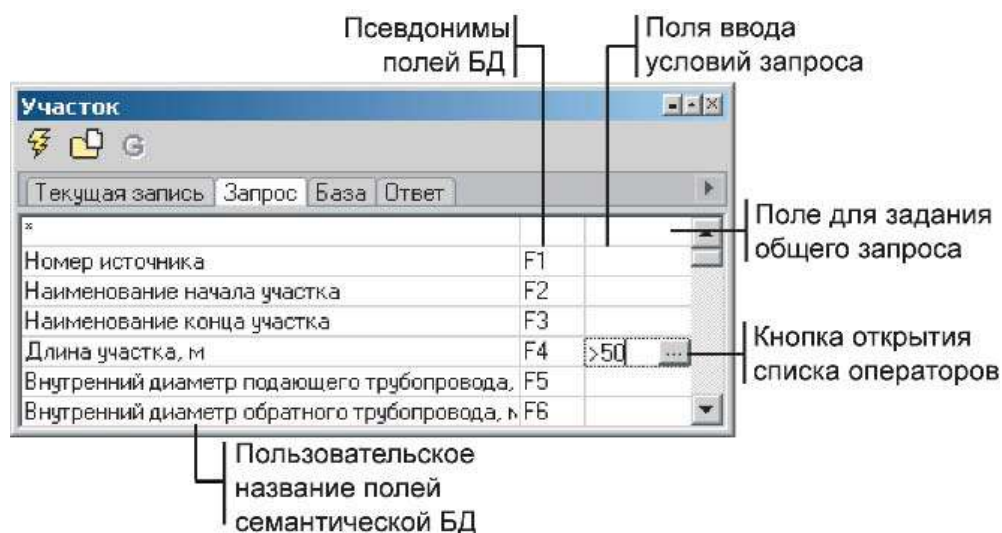 Псевдонимы
полей БД
Поля ввода
условий запроса
Участок
G
Текущая запись Запрос База Ответ
*
Номер источника F1
Наименование начала участка F2
Наименование конца участка F3
Длина участка, м F4 >50 ...
Внутренний диаметр подающего трубопровода, F5
Внутренний диаметр обратного трубопровода, м F6
Поле для задания
общего запроса
Кнопка открытия
списка операторов
Пользовательское
название полей
семантической БД